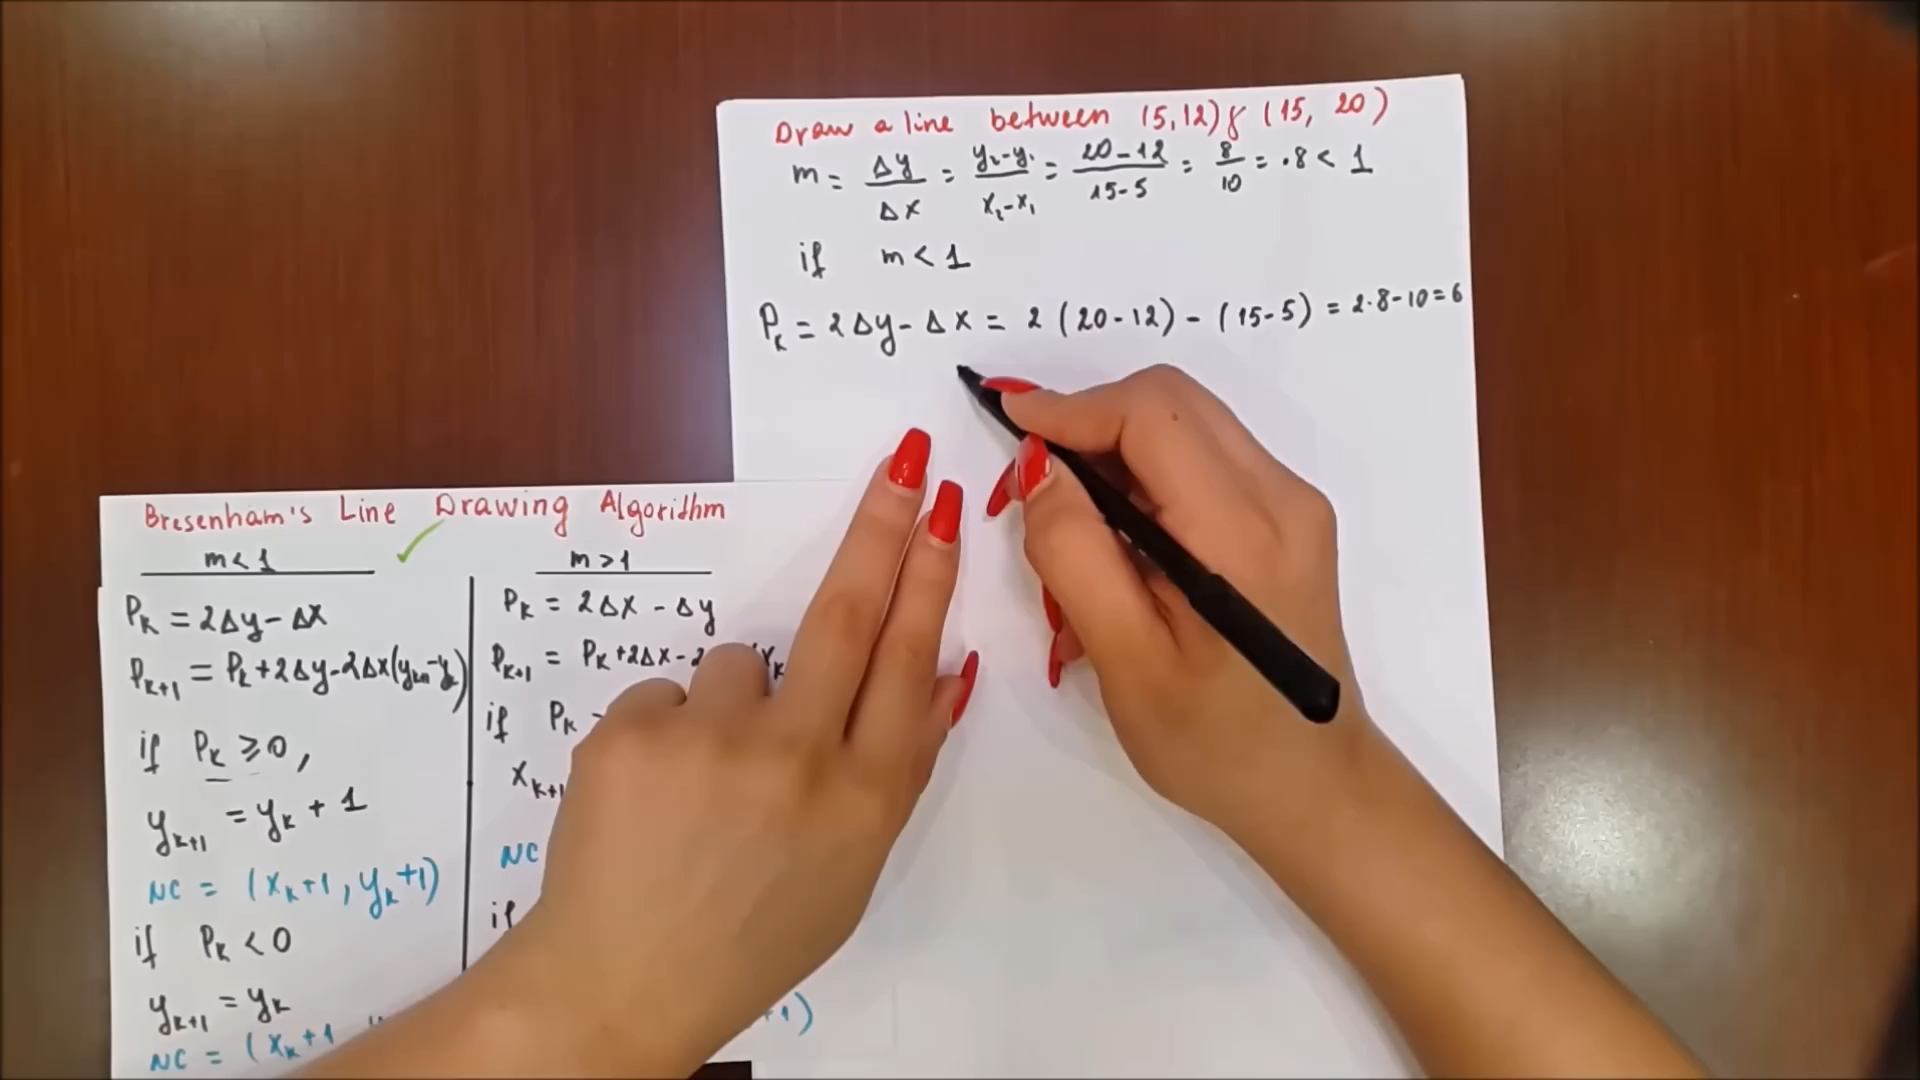 Draw a line between (5,12) & (15, 20)
m = Δy/Δx = y₂-y₁/x₂-x₁ = 20-12/15-5 = 8/10 = .8 < 1
if m < 1
Pₖ = 2Δy - Δx = 2 (20-12) - (15-5) = 2·8-10=6
Bresenham's Line Drawing Algorithm
m < 1 ✓
Pₖ = 2Δy - Δx
Pₖ₊₁ = Pₖ+2Δy-2Δx(yₖ₊₁-yₖ)
if Pₖ ≥ 0,
yₖ₊₁ = yₖ + 1
NC = (xₖ+1, yₖ+1)
if Pₖ < 0
yₖ₊₁ = yₖ
NC = (xₖ+1
m > 1
Pₖ = 2Δx - Δy
Pₖ₊₁ = Pₖ+2Δx-2
if Pₖ
xₖ₊₁
NC
if
+1)